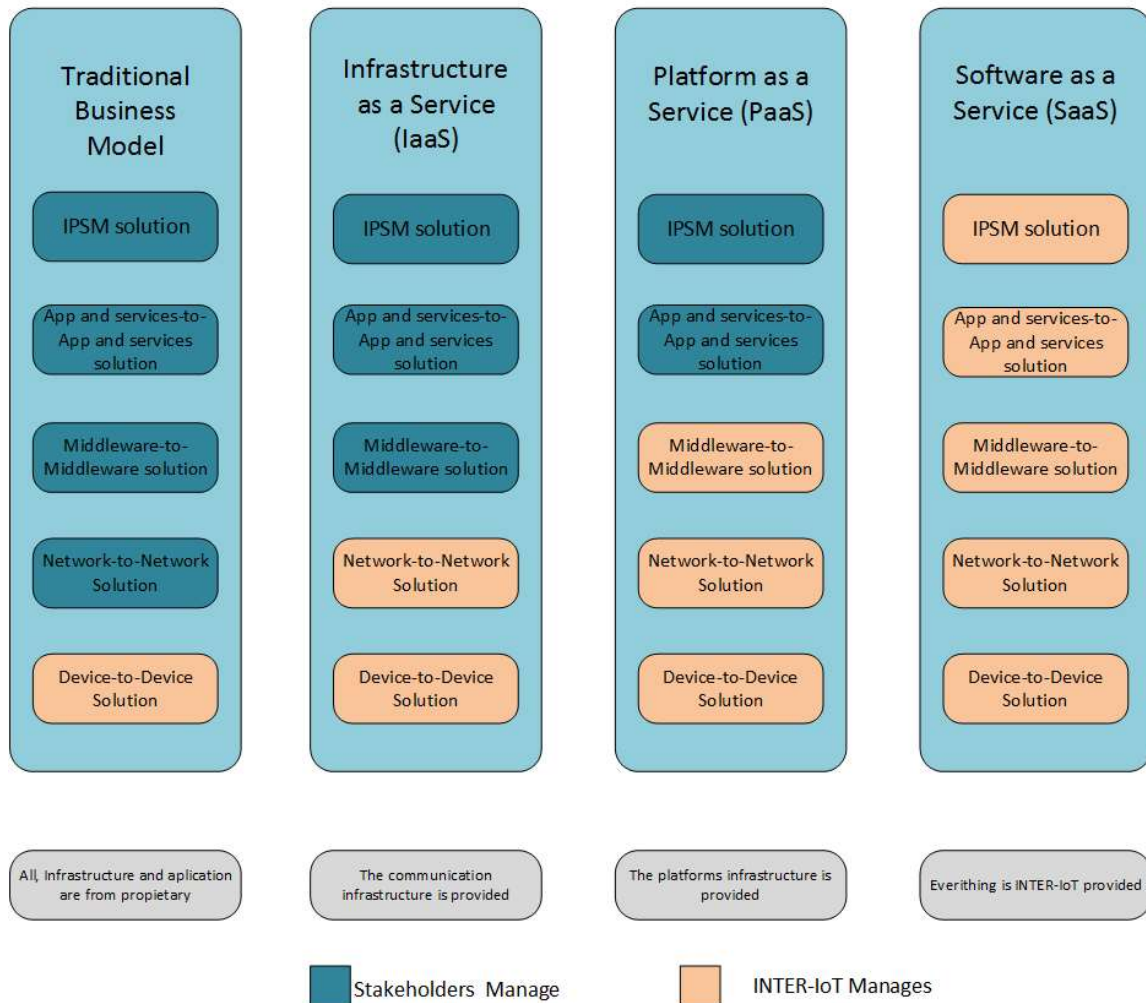 Traditional
Business
Model
IPSM solution
App and services-to-
App and services
solution
Middleware-to-
Middleware solution
Network-to-Network
Solution
Device-to-Device
Solution
All, Infrastructure and aplication
are from propietary
Infrastructure
as a Service
(IaaS)
IPSM solution
App and services-to-
App and services
solution
Middleware-to-
Middleware solution
Network-to-Network
Solution
Device-to-Device
Solution
The communication
infrastructure is provided
Platform as a
Service (PaaS)
IPSM solution
App and services-to-
App and services
solution
Middleware-to-
Middleware solution
Network-to-Network
Solution
Device-to-Device
Solution
The platforms infrastructure is
provided
Software as a
Service (SaaS)
IPSM solution
App and services-to-
App and services
solution
Middleware-to-
Middleware solution
Network-to-Network
Solution
Device-to-Device
Solution
Everithing is INTER-IoT provided
Stakeholders Manage
INTER-IoT Manages